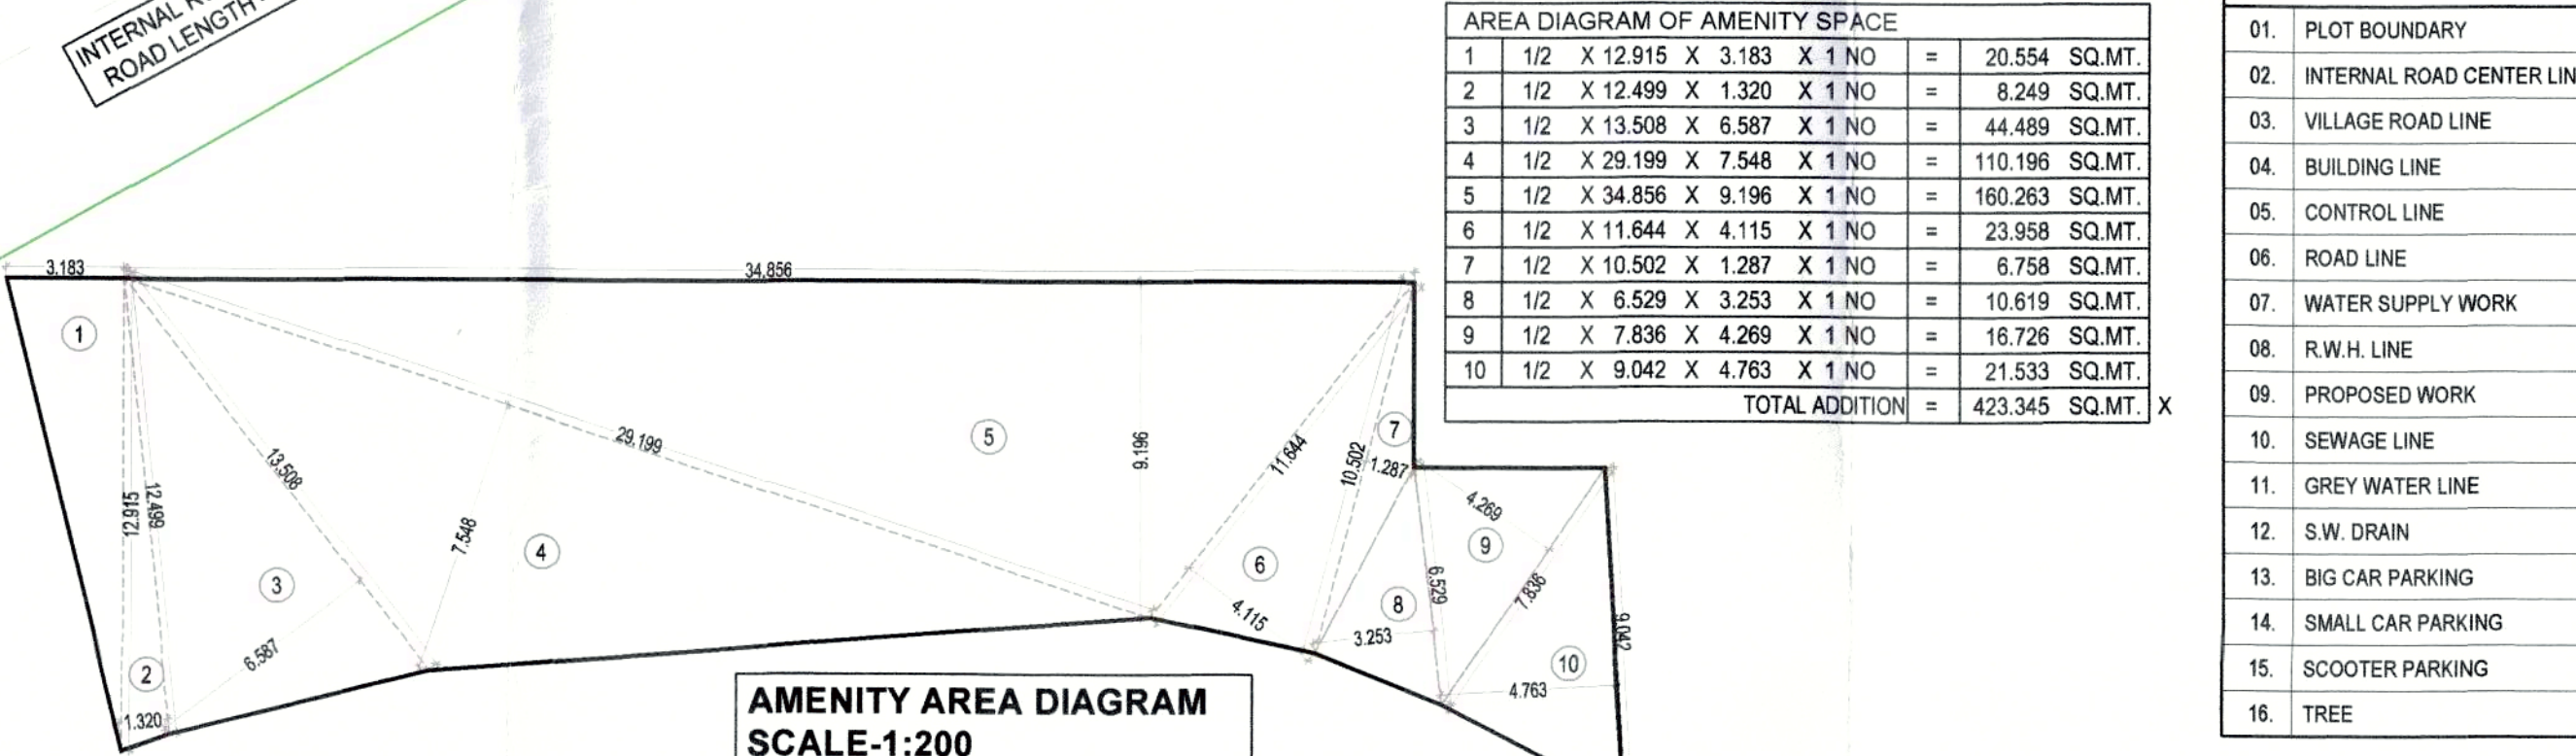 INTERNAL
ROAD LENGTH
AREA DIAGRAM OF AMENITY SPACE
1 1/2 X 12.915 X 3.183 X 1 NO = 20.554 SQ.MT.
2 1/2 X 12.499 X 1.320 X 1 NO = 8.249 SQ.MT.
3 1/2 X 13.508 X 6.587 X 1 NO = 44.489 SQ.MT.
4 1/2 X 29.199 X 7.548 X 1 NO = 110.196 SQ.MT.
5 1/2 X 34.856 X 9.196 X 1 NO = 160.263 SQ.MT.
6 1/2 X 11.644 X 4.115 X 1 NO = 23.958 SQ.MT.
7 1/2 X 10.502 X 1.287 X 1 NO = 6.758 SQ.MT.
8 1/2 X 6.529 X 3.253 X 1 NO = 10.619 SQ.MT.
9 1/2 X 7.836 X 4.269 X 1 NO = 16.726 SQ.MT.
10 1/2 X 9.042 X 4.763 X 1 NO = 21.533 SQ.MT.
TOTAL ADDITION = 423.345 SQ.MT. X
01. PLOT BOUNDARY
02. INTERNAL ROAD CENTER LIN
03. VILLAGE ROAD LINE
04. BUILDING LINE
05. CONTROL LINE
06. ROAD LINE
07. WATER SUPPLY WORK
08. R.W.H. LINE
09. PROPOSED WORK
10. SEWAGE LINE
11. GREY WATER LINE
12. S.W. DRAIN
13. BIG CAR PARKING
14. SMALL CAR PARKING
15. SCOOTER PARKING
16. TREE
3.183
34.856
1
12.915
12.499
2
1.320
3
13.508
6.587
7.548
4
29.199
5
9.196
11.644
6
4.115
10.502
7
1.287
8
3.253
6.529
4.269
9
7.836
10
4.763
9.042
AMENITY AREA DIAGRAM
SCALE-1:200